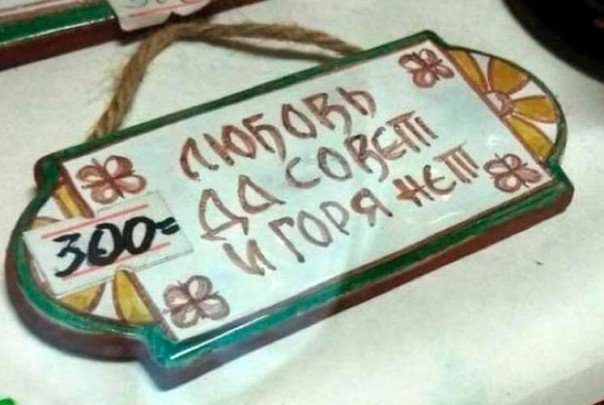 ЛЮБОВЬ
ДА СОВЕТ
И ГОРЯ НЕТ
300=